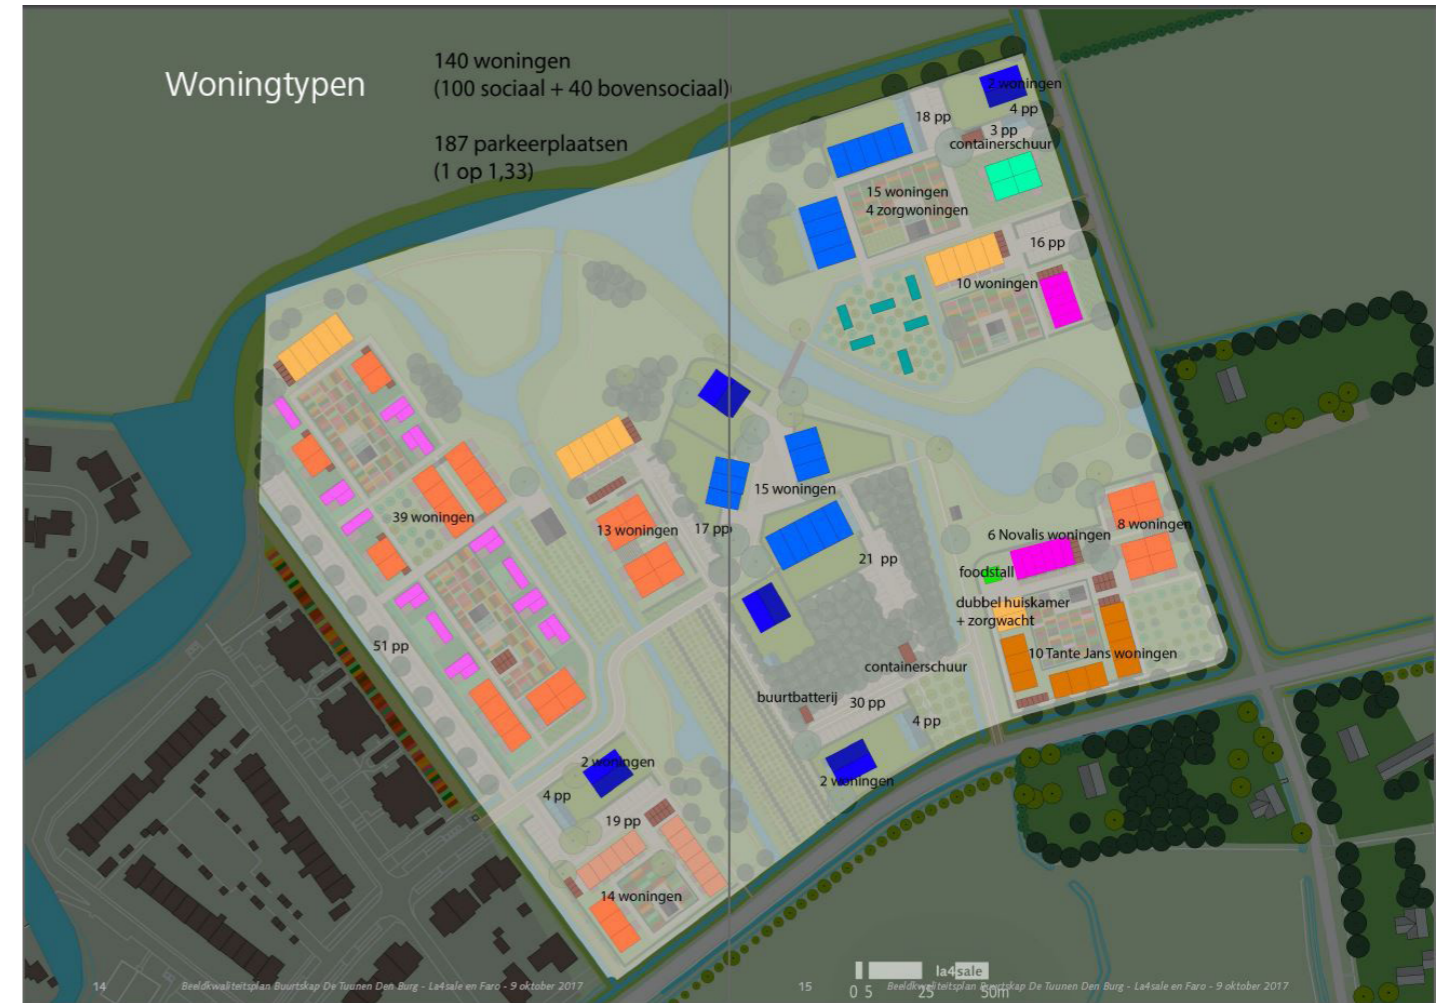 Woningtypen
140 woningen
(100 sociaal + 40 bovensociaal)
187 parkeerplaatsen
(1 op 1,33)
2 woningen
4 pp
18 pp
3 pp
containerschuur
15 woningen
4 zorgwoningen
16 pp
10 woningen
15 woningen
39 woningen
13 woningen
17 pp
21 pp
8 woningen
6 Novalis woningen
foodstall
dubbel huiskamer
+ zorgwacht
10 Tante Jans woningen
51 pp
containerschuur
buurtbatterij
30 pp
4 pp
2 woningen
2 woningen
4 pp
19 pp
14 woningen
la4sale
0 5 25 50m
14 Beeldkwaliteitsplan Buurtskap De Tuunen Den Burg - La4sale en Faro - 9 oktober 2017
15 Beeldkwaliteitsplan Buurtskap De Tuunen Den Burg - La4sale en Faro - 9 oktober 2017